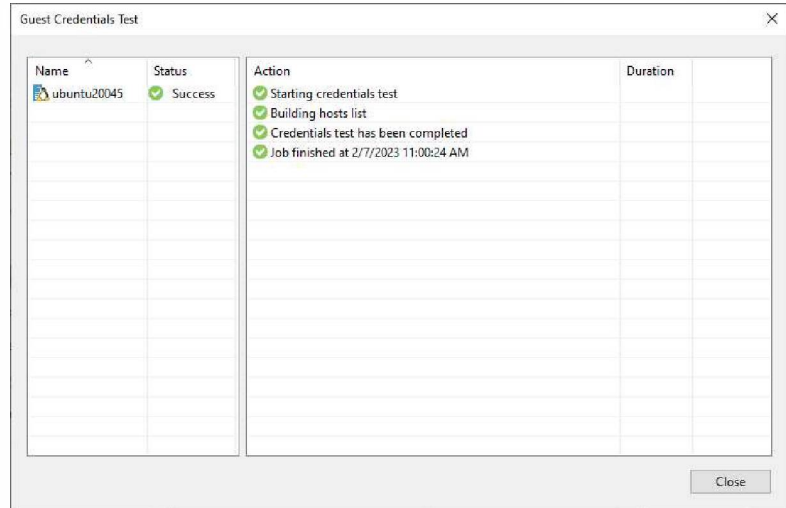 Guest Credentials Test
Name Status
ubuntu20045 Success
Action Duration
Starting credentials test
Building hosts list
Credentials test has been completed
Job finished at 2/7/2023 11:00:24 AM
Close